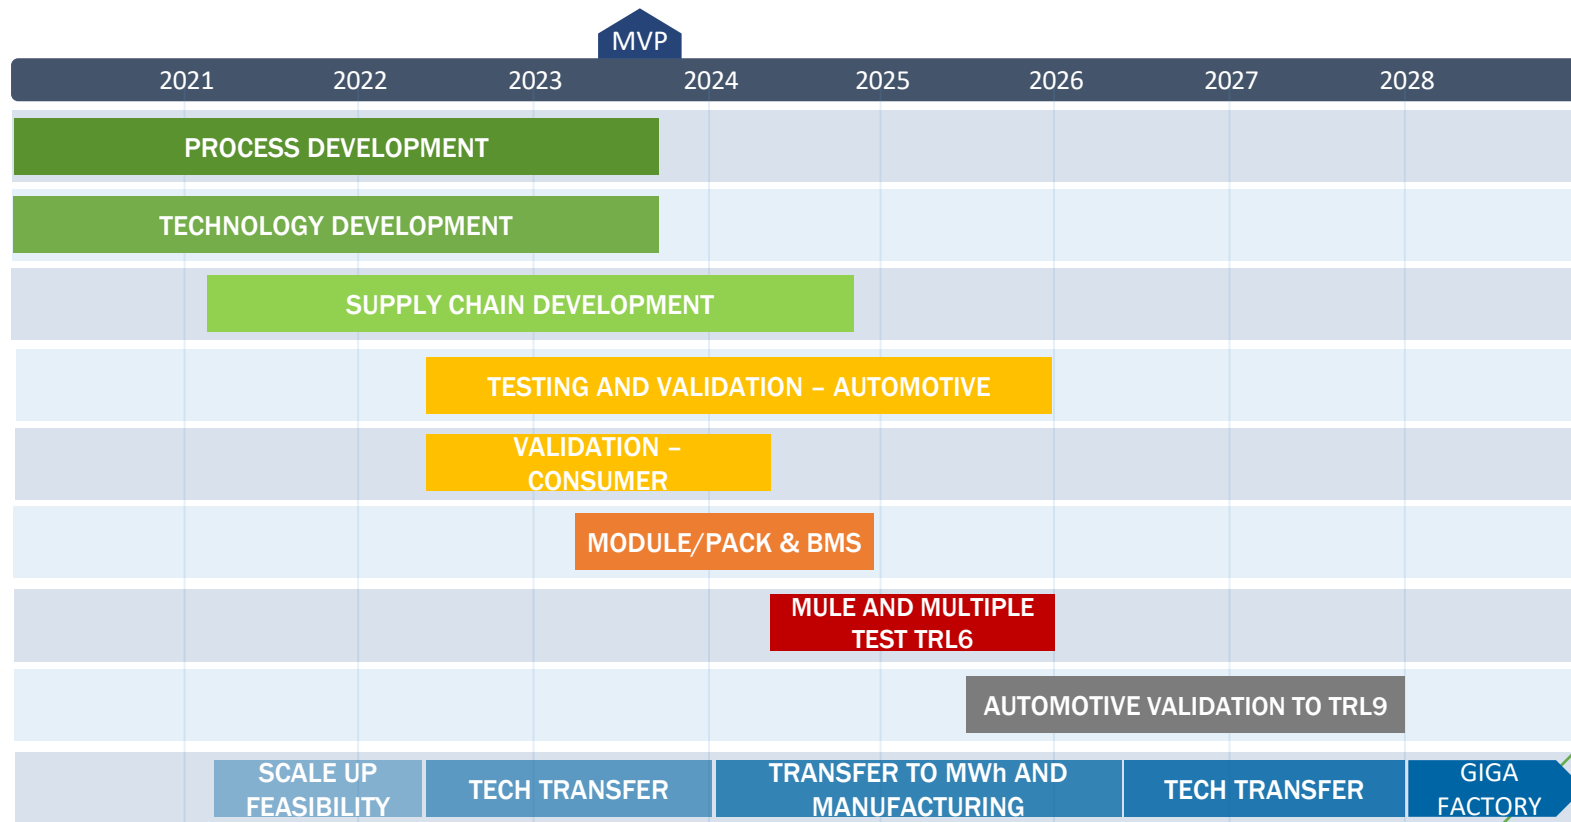 MVP
2021 2022 2023 2024 2025 2026 2027 2028
PROCESS DEVELOPMENT
TECHNOLOGY DEVELOPMENT
SUPPLY CHAIN DEVELOPMENT
TESTING AND VALIDATION – AUTOMOTIVE
VALIDATION –
CONSUMER
MODULE/PACK & BMS
MULE AND MULTIPLE
TEST TRL6
AUTOMOTIVE VALIDATION TO TRL9
SCALE UP
FEASIBILITY
TECH TRANSFER
TRANSFER TO MWh AND
MANUFACTURING
TECH TRANSFER
GIGA
FACTORY